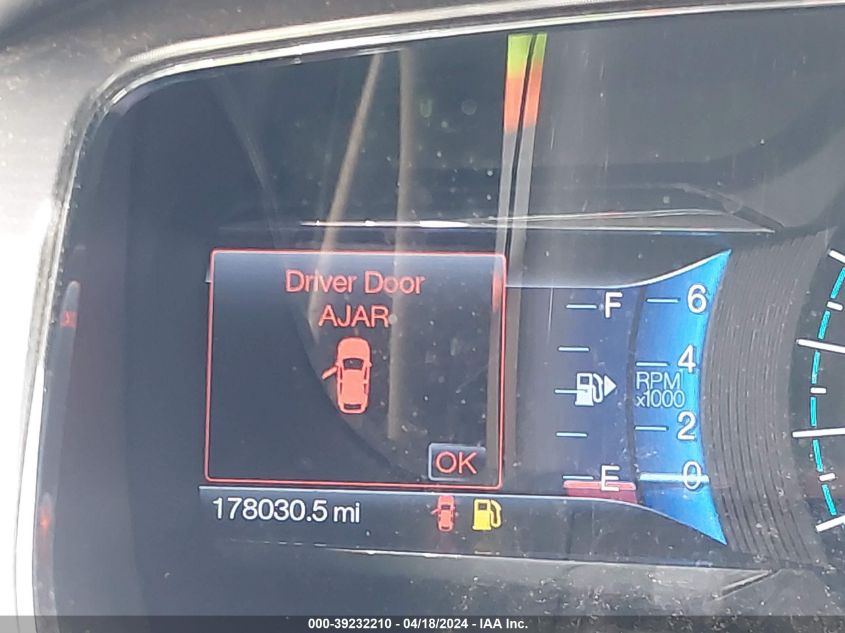 Driver Door
AJAR
OK
F
E
6
4
RPM
x1000
2
0
178030.5 mi
000-39232210 - 04/18/2024 - IAA Inc.